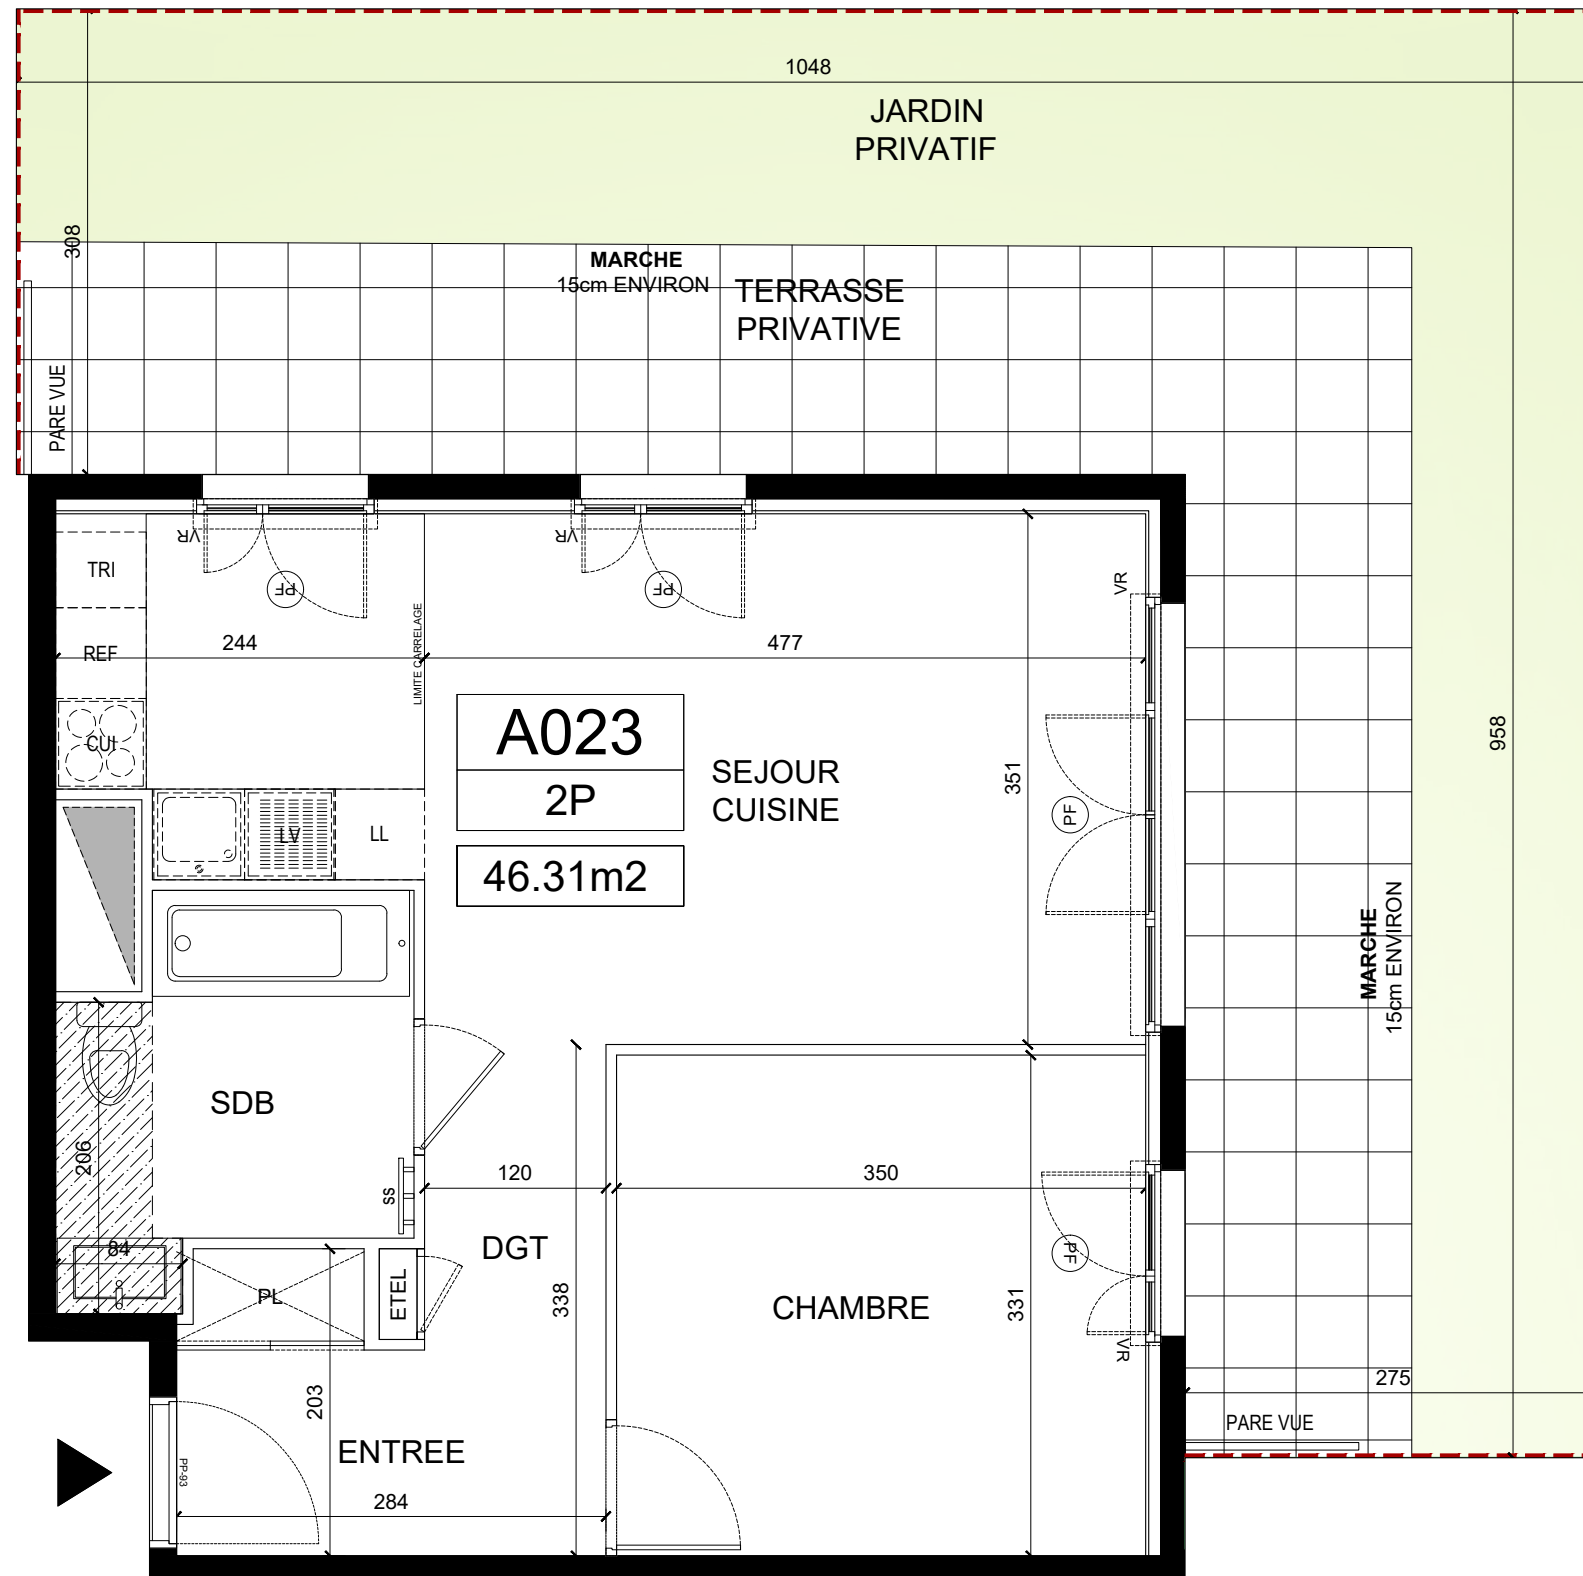 1048
JARDIN
PRIVATIF
308
MARCHE
15cm ENVIRON
TERRASSE
PRIVATIVE
PARE VUE
VR
PF
VR
PF
VR
TRI
REF
CUI
244
LIMITE CARRELAGE
477
A023
2P
46.31m2
SEJOUR
CUISINE
351
PF
958
LV
LL
MARCHE
15cm ENVIRON
SDB
206
SS
120
350
84
PL
ETEL
DGT
338
CHAMBRE
331
PF
VR
275
PARE VUE
203
ENTREE
PP-93
284